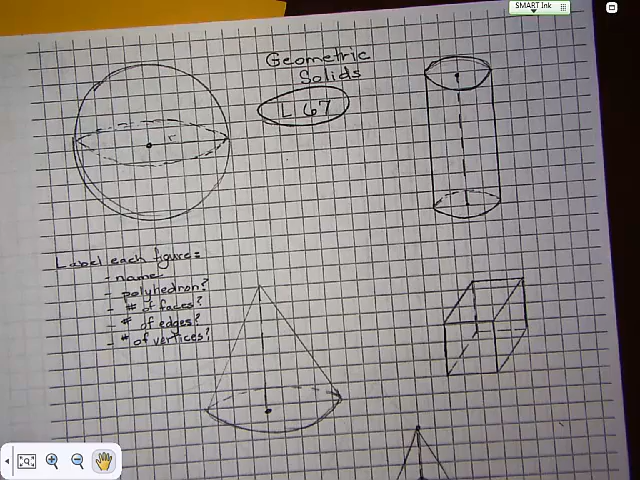 SMART Ink
Geometric
Solids
L 67
r
Label each figure:
- name
- polyhedron?
- # of faces?
- # of edges?
- # of vertices?